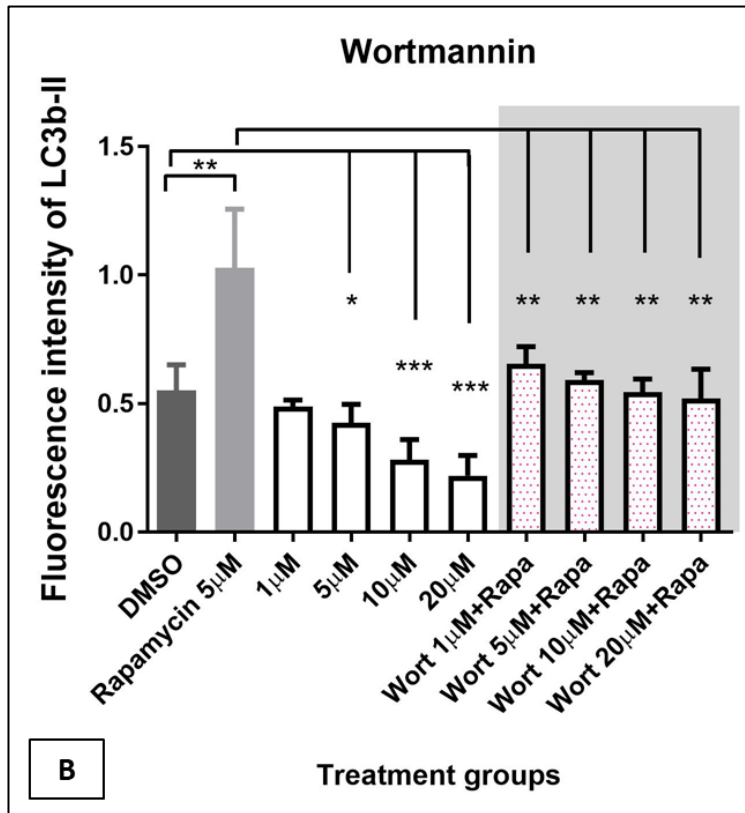 Wortmannin
Fluorescence intensity of LC3b-II
1.5
1.0
0.5
0.0
**
*
***
***
**
**
**
**
DMSO
Rapamycin 5μM
1μM
5μM
10μM
20μM
Wort 1μM+Rapa
Wort 5μM+Rapa
Wort 10μM+Rapa
Wort 20μM+Rapa
B
Treatment groups